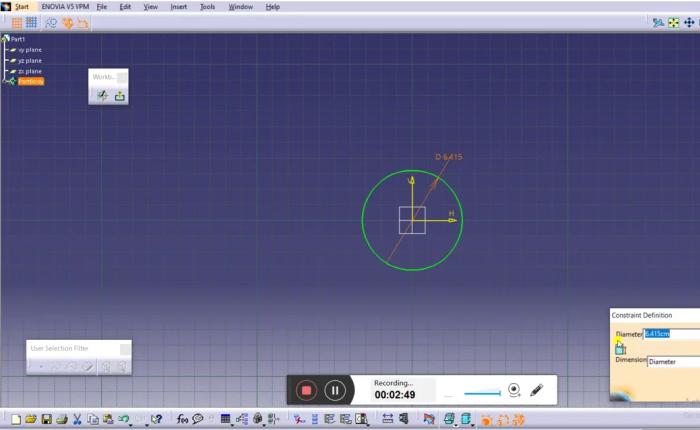 Start ENOVIA V5 VPM File Edit View Insert Tools Window Help
Part1
xy plane
yz plane
zx plane
PartBody
Workb...
D 6.415
V
H
Constraint Definition
Diameter 6.415cm
Dimension Diameter
User Selection Filter
Recording...
00:02:49
f(x)